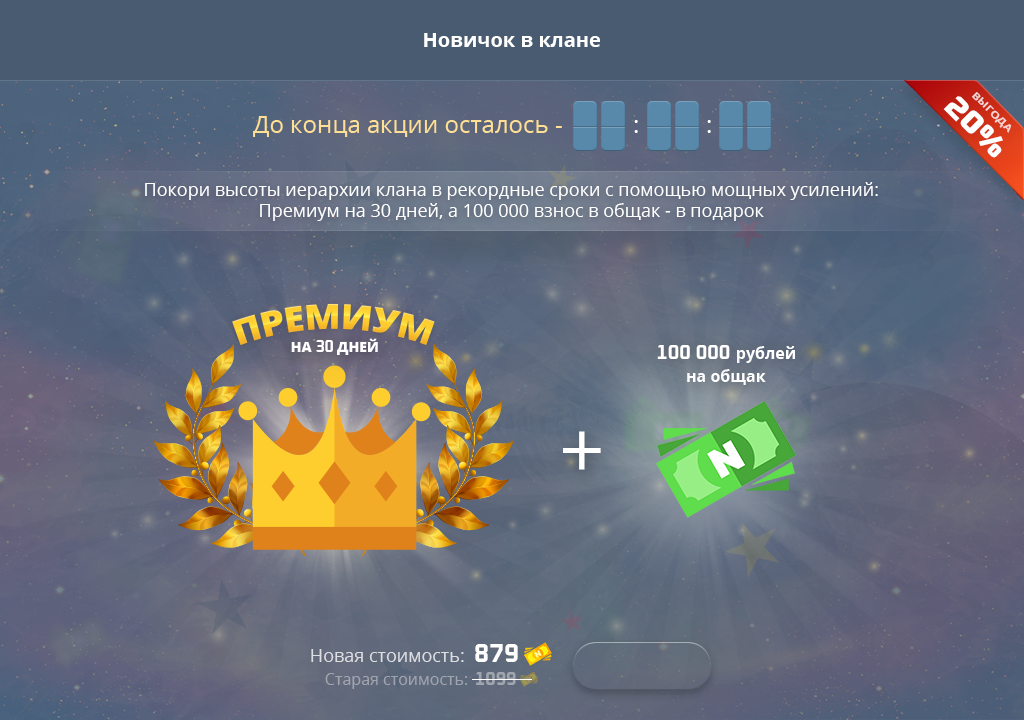 Новичок в клане
До конца акции осталось - : :
ВЫГОДА
20%
Покори высоты иерархии клана в рекордные сроки с помощью мощных усилений:
Премиум на 30 дней, а 100 000 взнос в общак - в подарок
ПРЕМИУМ
НА 30 ДНЕЙ
100 000 рублей
на общак
+
N
Новая стоимость: 879
Старая стоимость: 1099